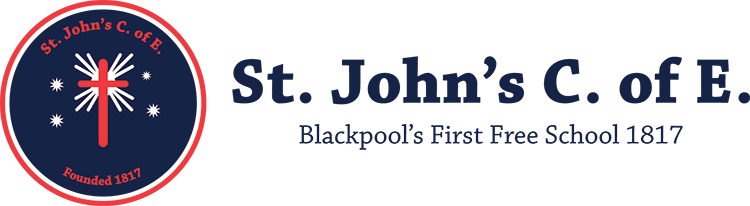 St. John's C. of E.
Founded 1817
St. John's C. of E.
Blackpool's First Free School 1817